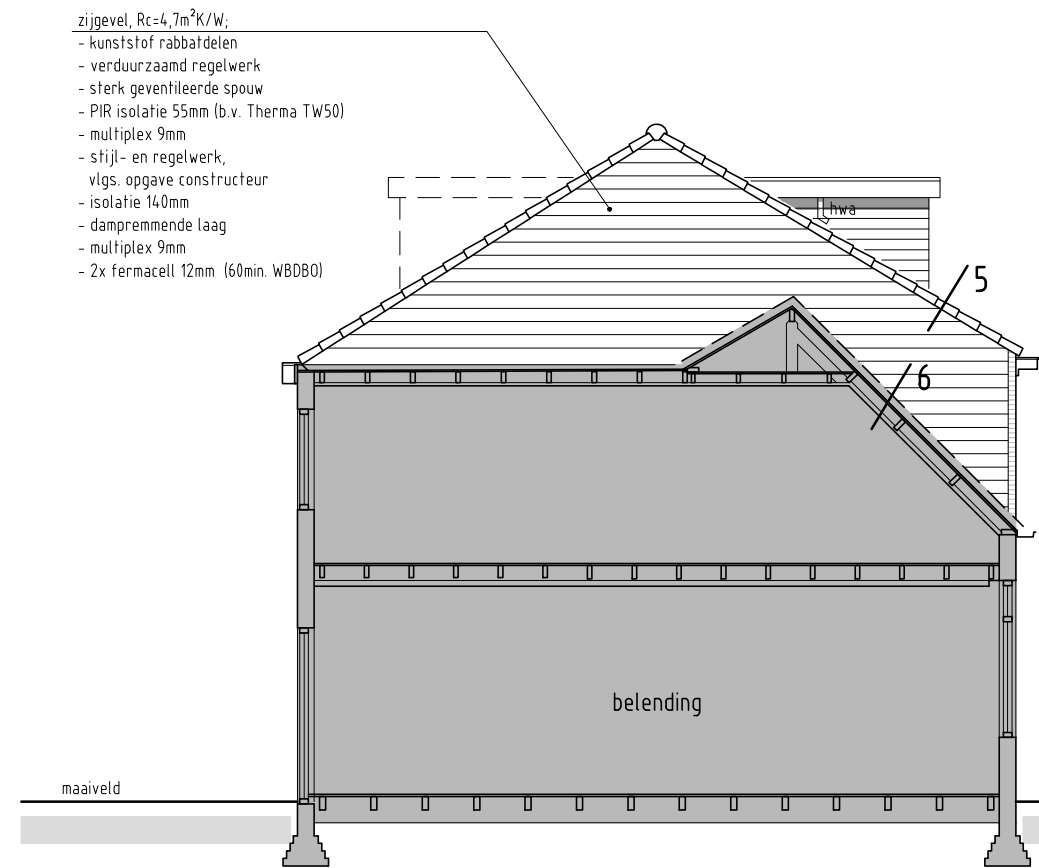 zijgevel, Rc=4,7m²K/W;
- kunststof rabbatdelen
- verduurzaamd regelwerk
- sterk geventileerde spouw
- PIR isolatie 55mm (b.v. Therma TW50)
- multiplex 9mm
- stijl- en regelwerk,
vlgs. opgave constructeur
- isolatie 140mm
- dampremmende laag
- multiplex 9mm
- 2x fermacell 12mm (60min. WBDBO)
hwa
5
6
belending
maaiveld